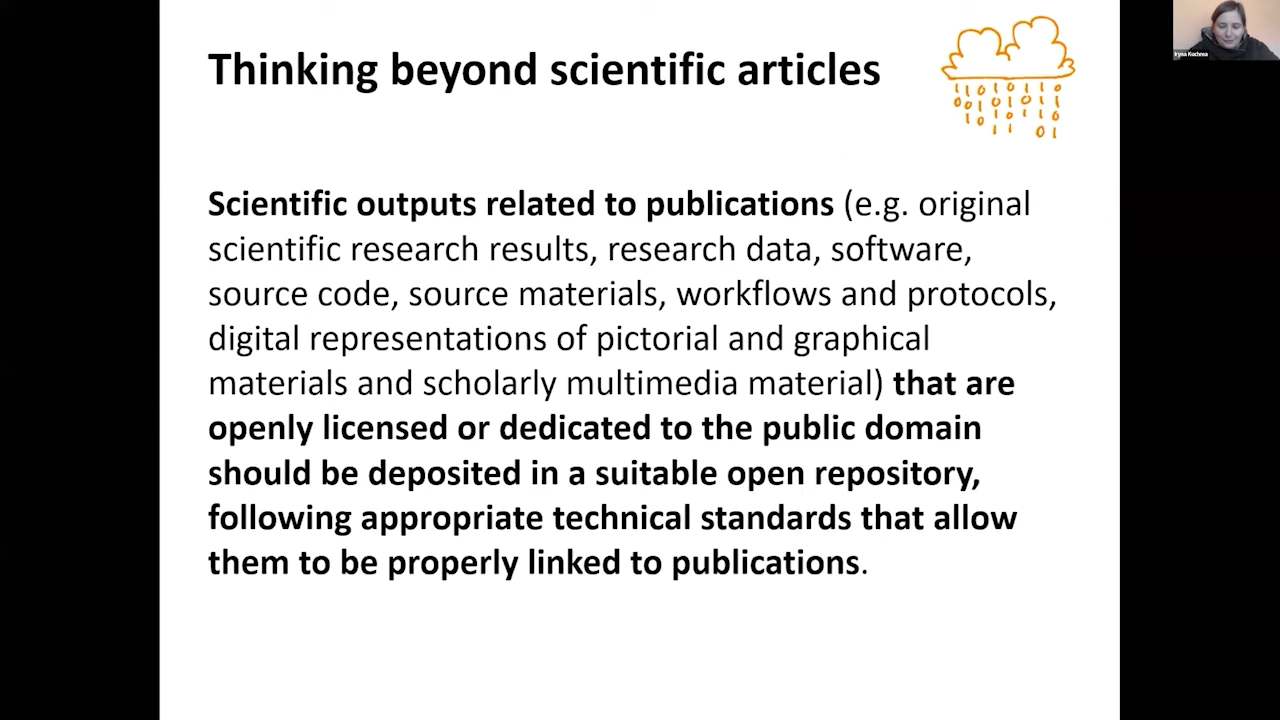 Thinking beyond scientific articles
Iryna Kuchma
Scientific outputs related to publications (e.g. original
scientific research results, research data, software,
source code, source materials, workflows and protocols,
digital representations of pictorial and graphical
materials and scholarly multimedia material) that are
openly licensed or dedicated to the public domain
should be deposited in a suitable open repository,
following appropriate technical standards that allow
them to be properly linked to publications.